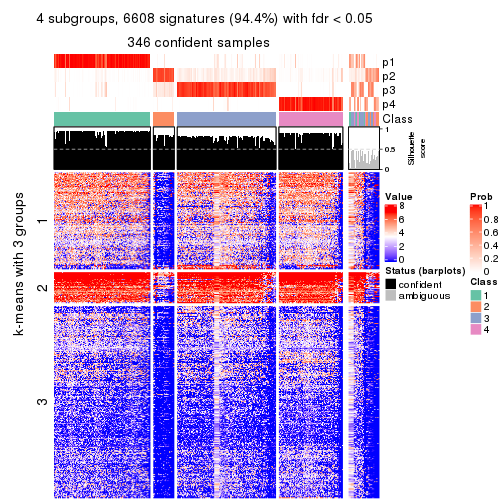 4 subgroups, 6608 signatures (94.4%) with fdr < 0.05
346 confident samples
p1
p2
p3
p4
Class
1
0.5
0
Silhouette
score
k-means with 3 groups
1
2
3
Value
8
6
4
2
0
Prob
1
0.8
0.6
0.4
0.2
0
Status (barplots)
confident
ambiguous
Class
1
2
3
4